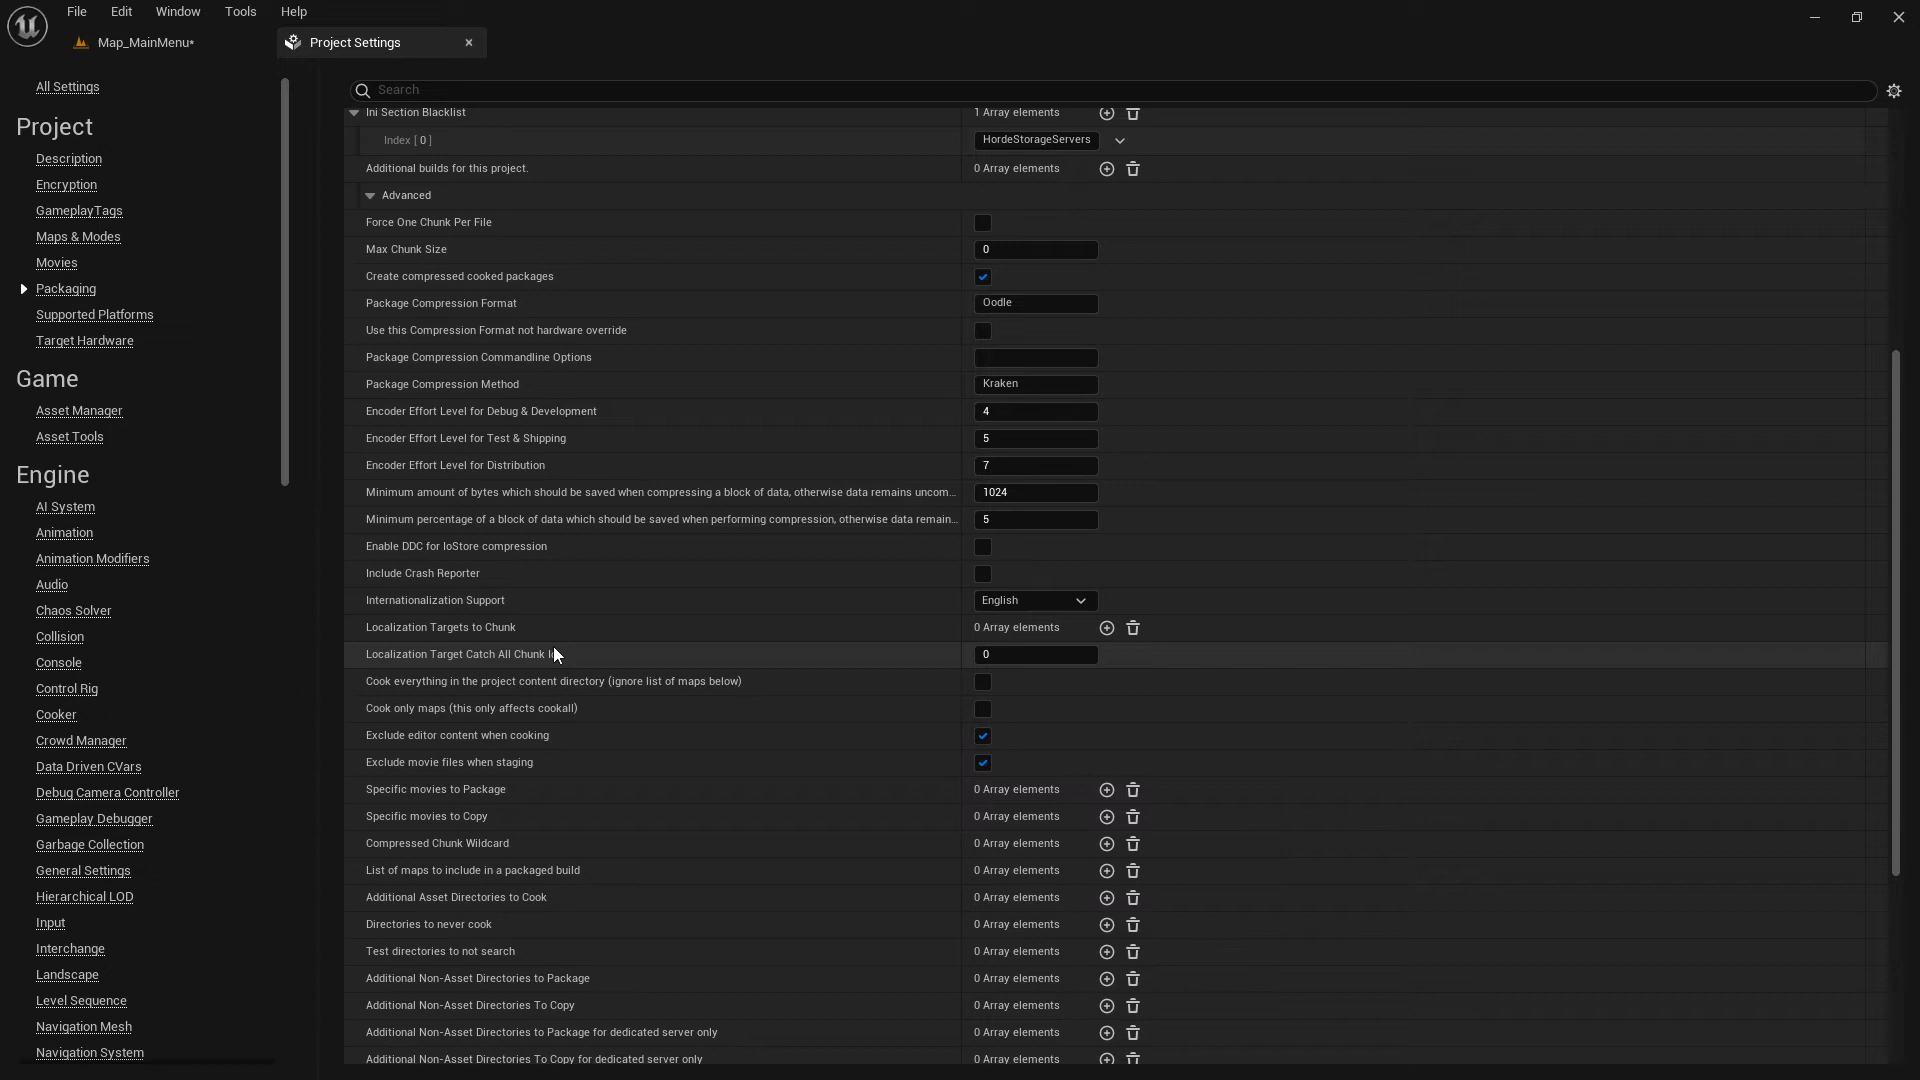 File Edit Window Tools Help
Map_MainMenu* Project Settings
All Settings
Project
Description
Encryption
GameplayTags
Maps & Modes
Movies
Packaging
Supported Platforms
Target Hardware
Game
Asset Manager
Asset Tools
Engine
AI System
Animation
Animation Modifiers
Audio
Chaos Solver
Collision
Console
Control Rig
Cooker
Crowd Manager
Data Driven CVars
Debug Camera Controller
Gameplay Debugger
Garbage Collection
General Settings
Hierarchical LOD
Input
Interchange
Landscape
Level Sequence
Navigation Mesh
Navigation System
Search
Ini Section Blacklist 1 Array elements
Index [ 0 ] HordeStorageServers
Additional builds for this project. 0 Array elements
Advanced
Force One Chunk Per File
Max Chunk Size 0
Create compressed cooked packages
Package Compression Format Oodle
Use this Compression Format not hardware override
Package Compression Commandline Options
Package Compression Method Kraken
Encoder Effort Level for Debug & Development 4
Encoder Effort Level for Test & Shipping 5
Encoder Effort Level for Distribution 7
Minimum amount of bytes which should be saved when compressing a block of data, otherwise data remains uncom... 1024
Minimum percentage of a block of data which should be saved when performing compression, otherwise data remain... 5
Enable DDC for IoStore compression
Include Crash Reporter
Internationalization Support English
Localization Targets to Chunk 0 Array elements
Localization Target Catch All Chunk 0
Cook everything in the project content directory (ignore list of maps below)
Cook only maps (this only affects cookall)
Exclude editor content when cooking
Exclude movie files when staging
Specific movies to Package 0 Array elements
Specific movies to Copy 0 Array elements
Compressed Chunk Wildcard 0 Array elements
List of maps to include in a packaged build 0 Array elements
Additional Asset Directories to Cook 0 Array elements
Directories to never cook 0 Array elements
Test directories to not search 0 Array elements
Additional Non-Asset Directories to Package 0 Array elements
Additional Non-Asset Directories To Copy 0 Array elements
Additional Non-Asset Directories to Package for dedicated server only 0 Array elements
Additional Non-Asset Directories To Copy for dedicated server only 0 Array elements